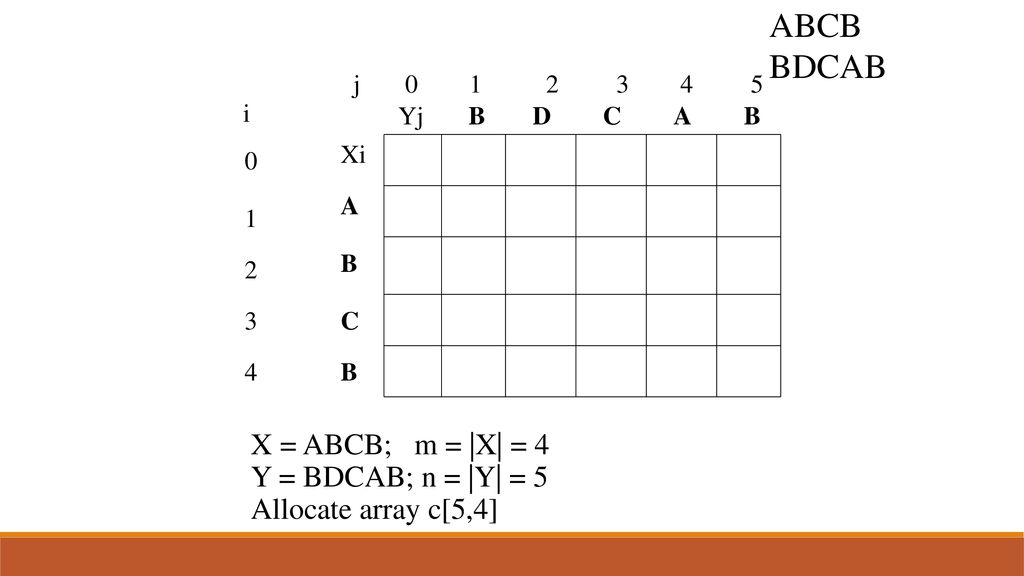 ABCB
BDCAB
j 0 1 2 3 4 5
i Yj B D C A B
0 Xi
1 A
2 B
3 C
4 B
X = ABCB; m = |X| = 4
Y = BDCAB; n = |Y| = 5
Allocate array c[5,4]